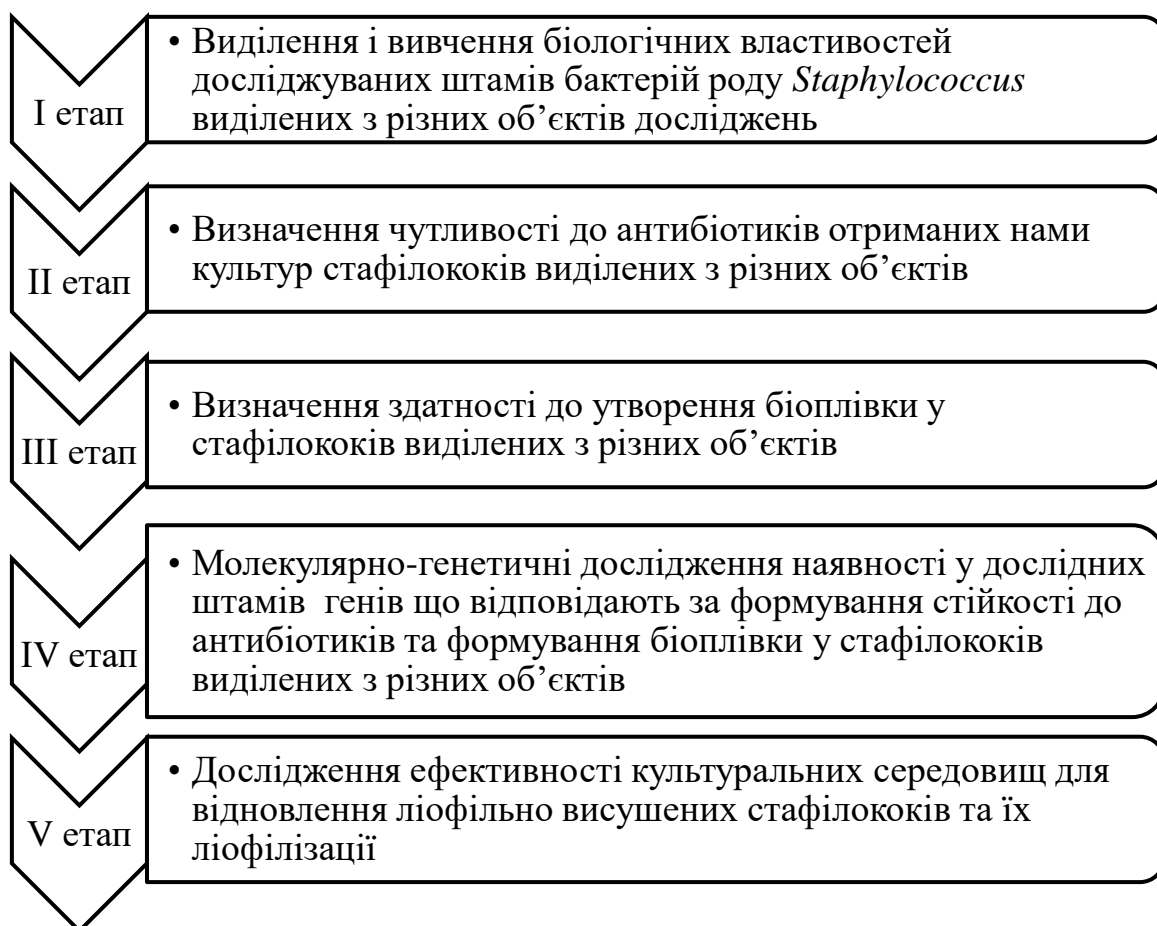 I етап
• Виділення і вивчення біологічних властивостей
досліджуваних штамів бактерій роду Staphylococcus
виділених з різних об’єктів досліджень
II етап
• Визначення чутливості до антибіотиків отриманих нами
культур стафілококів виділених з різних об’єктів
III етап
• Визначення здатності до утворення біоплівки у
стафілококів виділених з різних об’єктів
IV етап
• Молекулярно-генетичні дослідження наявності у дослідних
штамів генів що відповідають за формування стійкості до
антибіотиків та формування біоплівки у стафілококів
виділених з різних об’єктів
V етап
• Дослідження ефективності культуральних середовищ для
відновлення ліофільно висушених стафілококів та їх
ліофілізації